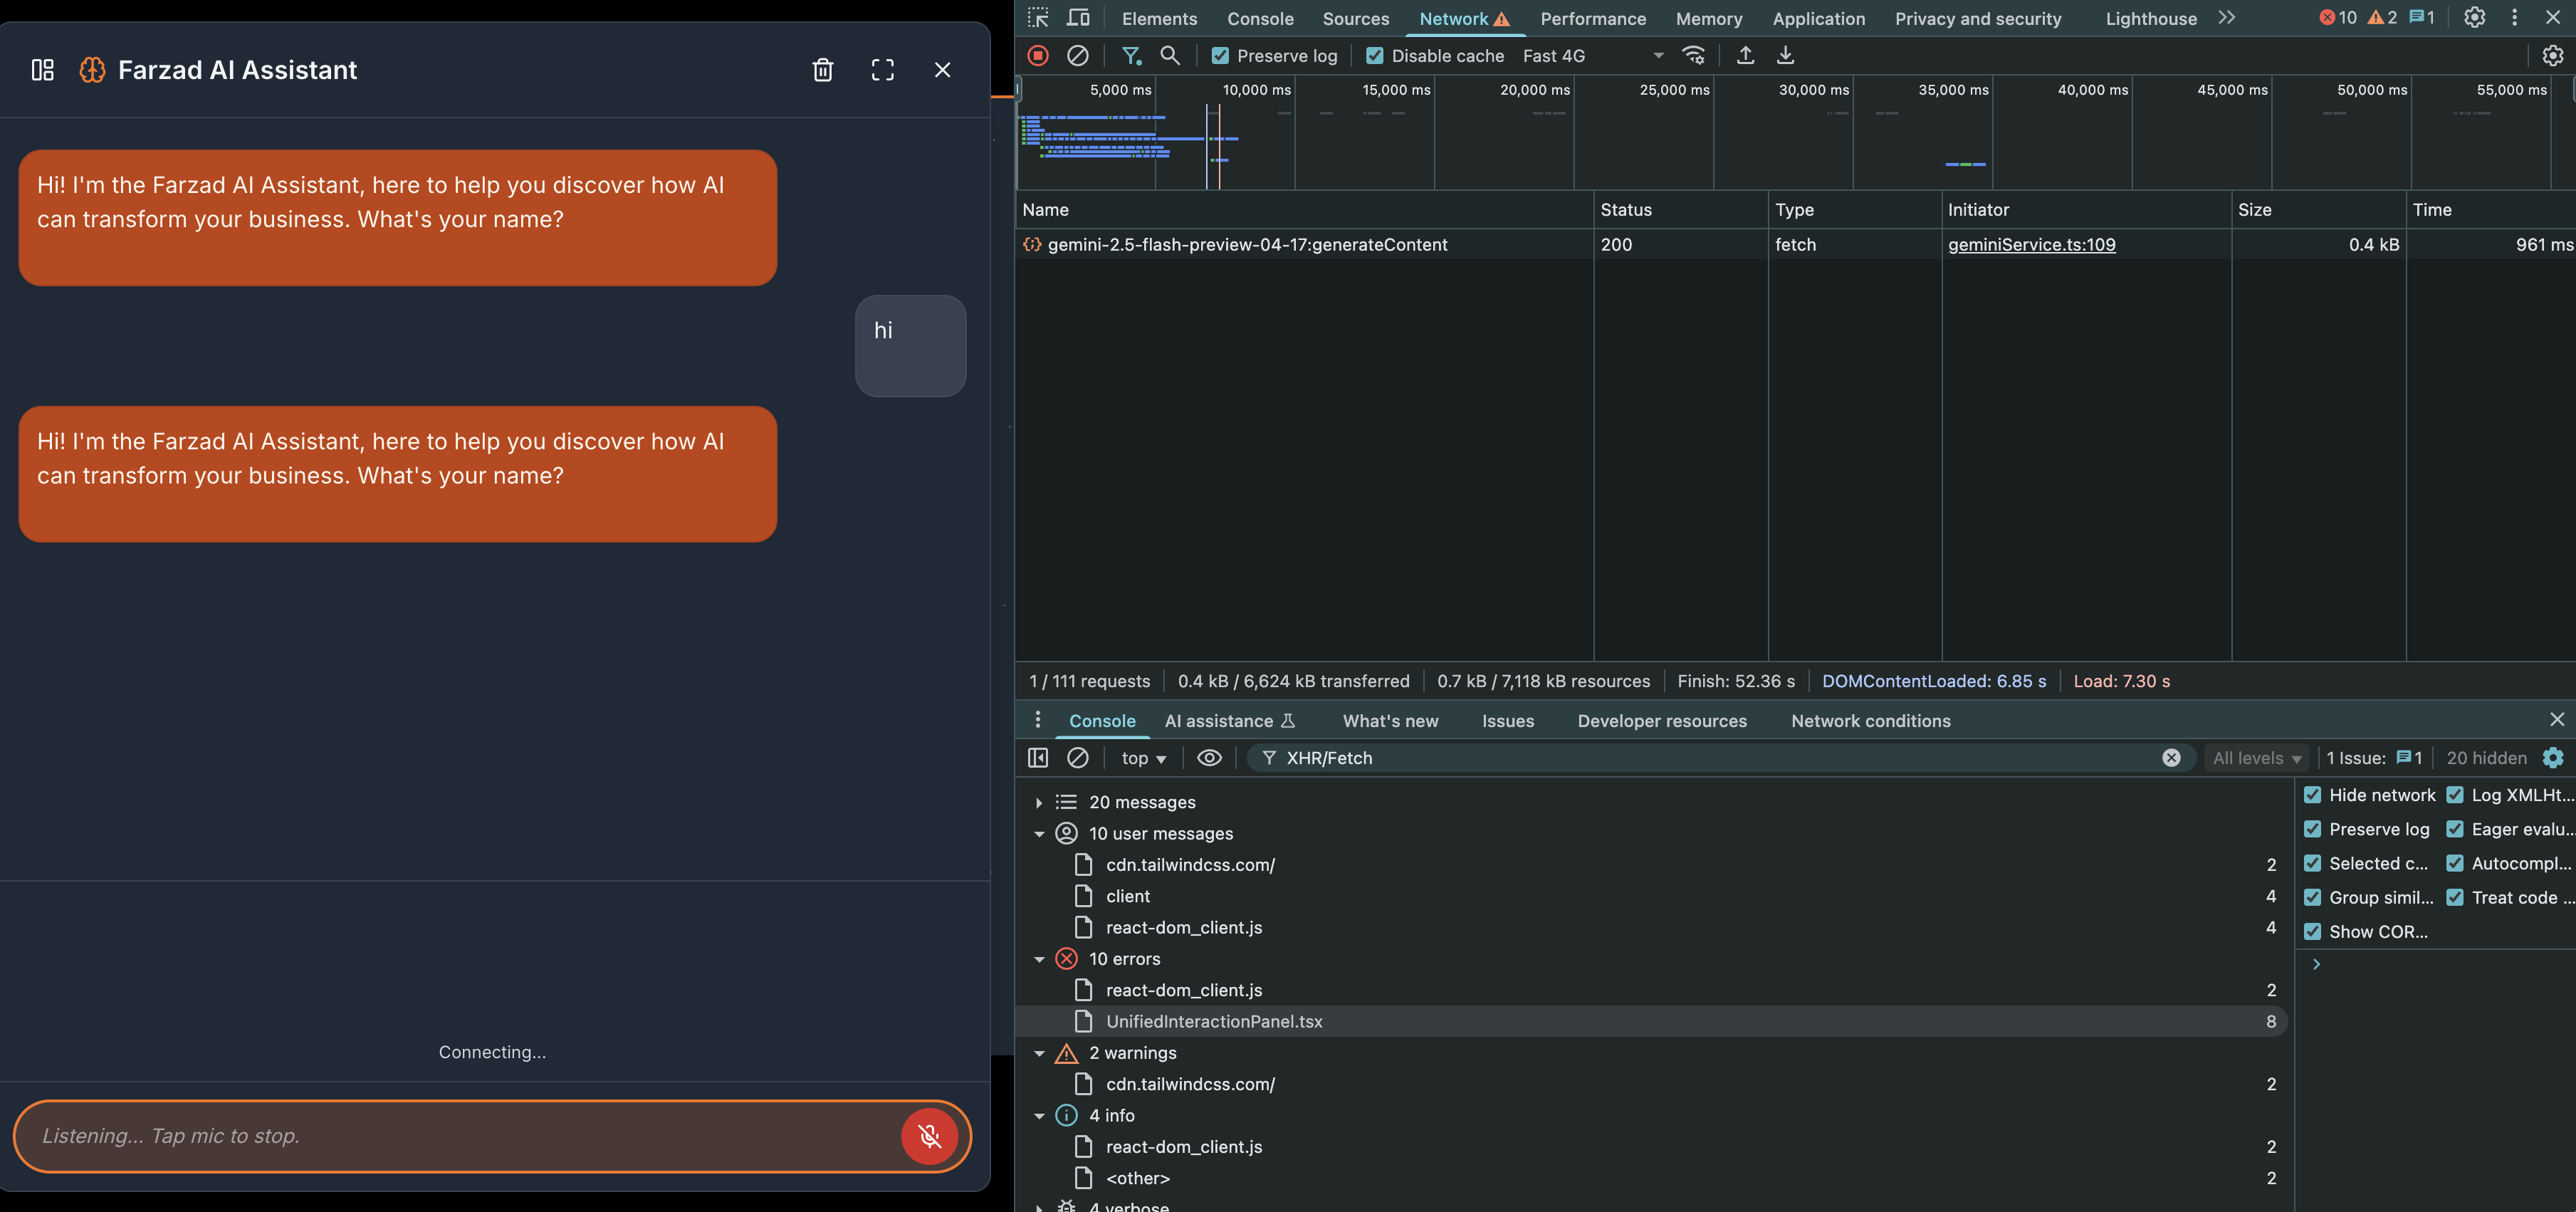 Farzad AI Assistant
Hi! I'm the Farzad AI Assistant, here to help you discover how AI
can transform your business. What's your name?
hi
Hi! I'm the Farzad AI Assistant, here to help you discover how AI
can transform your business. What's your name?
Connecting...
Listening... Tap mic to stop.
Elements Console Sources Network Performance Memory Application Privacy and security Lighthouse 10 2 1
Preserve log Disable cache Fast 4G
5,000 ms 10,000 ms 15,000 ms 20,000 ms 25,000 ms 30,000 ms 35,000 ms 40,000 ms 45,000 ms 50,000 ms 55,000 ms
Name Status Type Initiator Size Time
gemini-2.5-flash-preview-04-17:generateContent 200 fetch geminiService.ts:109 0.4 kB 961 ms
1 / 111 requests 0.4 kB / 6,624 kB transferred 0.7 kB / 7,118 kB resources Finish: 52.36 s DOMContentLoaded: 6.85 s Load: 7.30 s
Console AI assistance What's new Issues Developer resources Network conditions
top XHR/Fetch All levels 1 Issue: 1 20 hidden
20 messages
10 user messages
cdn.tailwindcss.com/ 2
client 4
react-dom_client.js 4
10 errors
react-dom_client.js 2
UnifiedInteractionPanel.tsx 8
2 warnings
cdn.tailwindcss.com/ 2
4 info
react-dom_client.js 2
<other> 2
4 verbose
Hide network Log XMLHt...
Preserve log Eager evalu...
Selected c... Autocompl...
Group simil... Treat code ...
Show COR...